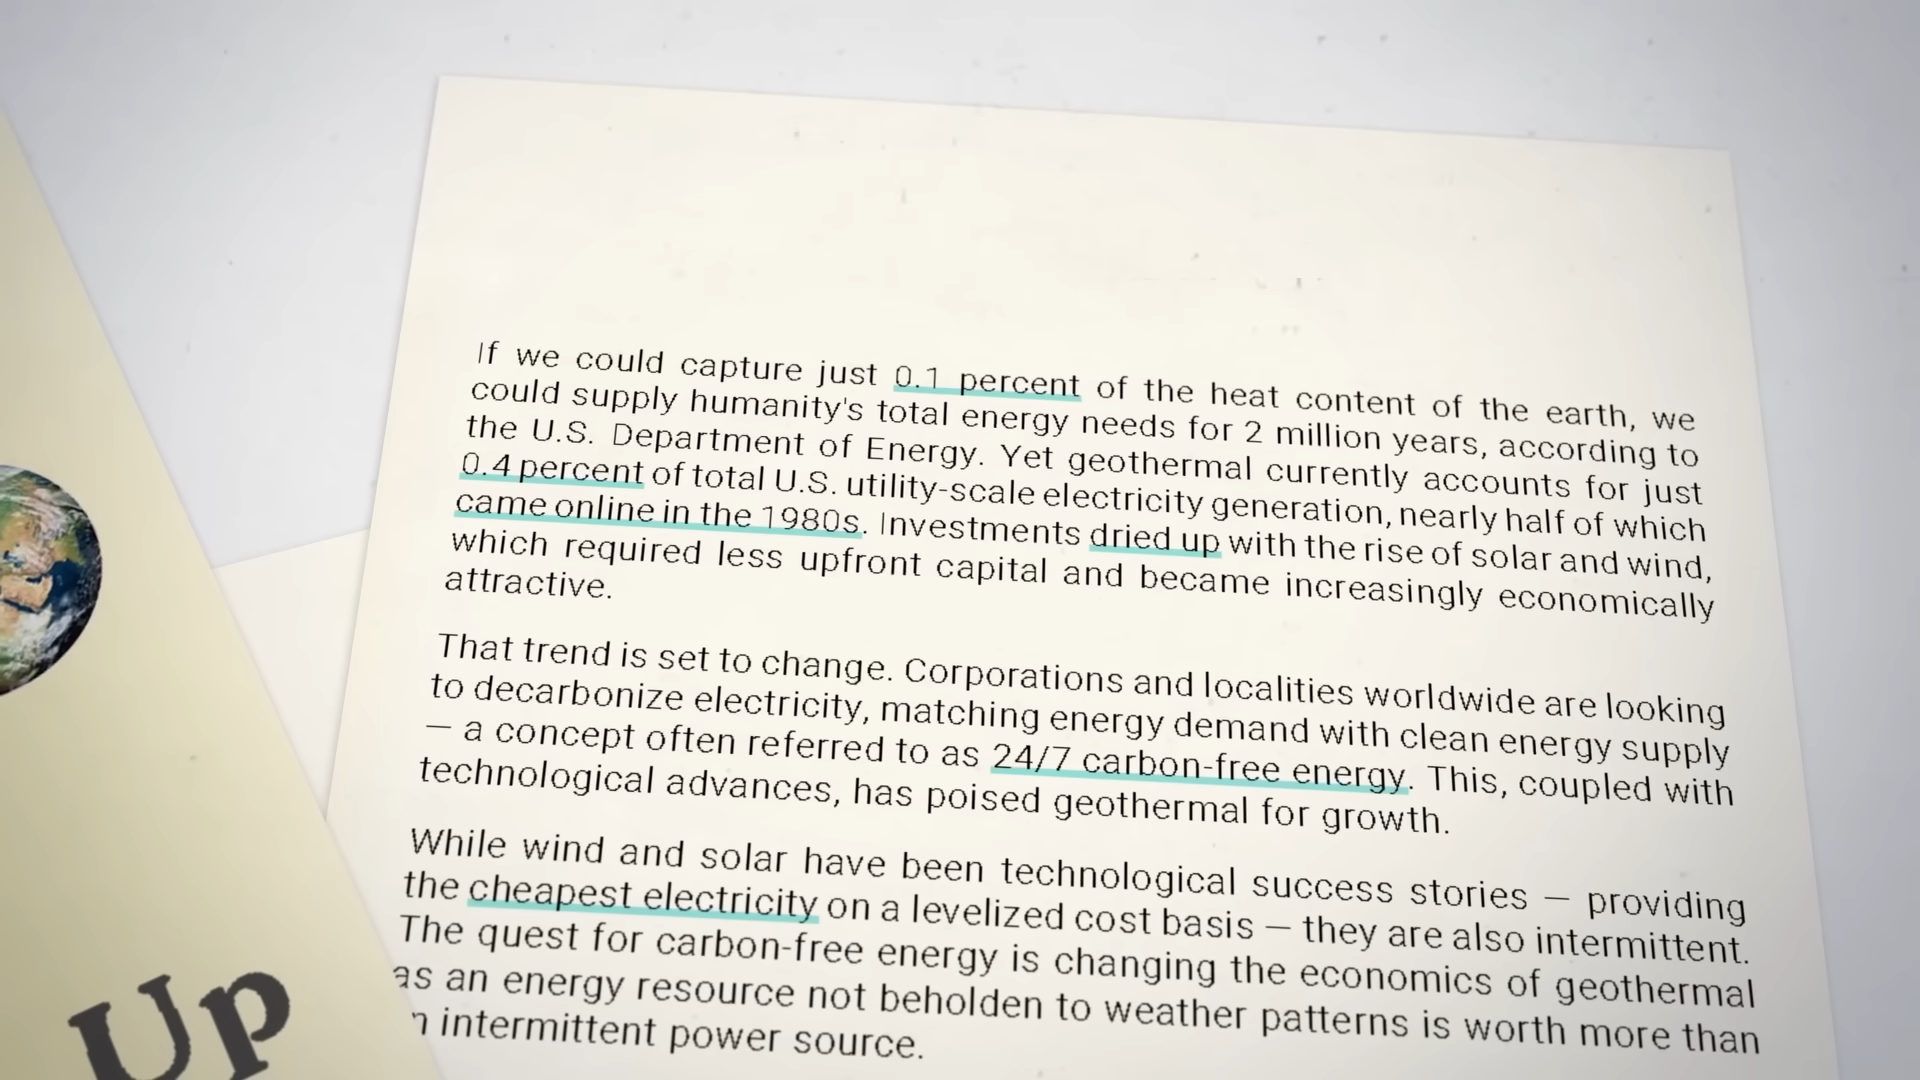 If we could capture just 0.1 percent of the heat content of the earth, we
could supply humanity's total energy needs for 2 million years, according to
the U.S. Department of Energy. Yet geothermal currently accounts for just
0.4 percent of total U.S. utility-scale electricity generation, nearly half of which
came online in the 1980s. Investments dried up with the rise of solar and wind,
which required less upfront capital and became increasingly economically
attractive.
That trend is set to change. Corporations and localities worldwide are looking
to decarbonize electricity, matching energy demand with clean energy supply
— a concept often referred to as 24/7 carbon-free energy. This, coupled with
technological advances, has poised geothermal for growth.
While wind and solar have been technological success stories — providing
the cheapest electricity on a levelized cost basis — they are also intermittent.
The quest for carbon-free energy is changing the economics of geothermal
as an energy resource not beholden to weather patterns is worth more than
n intermittent power source.
Up